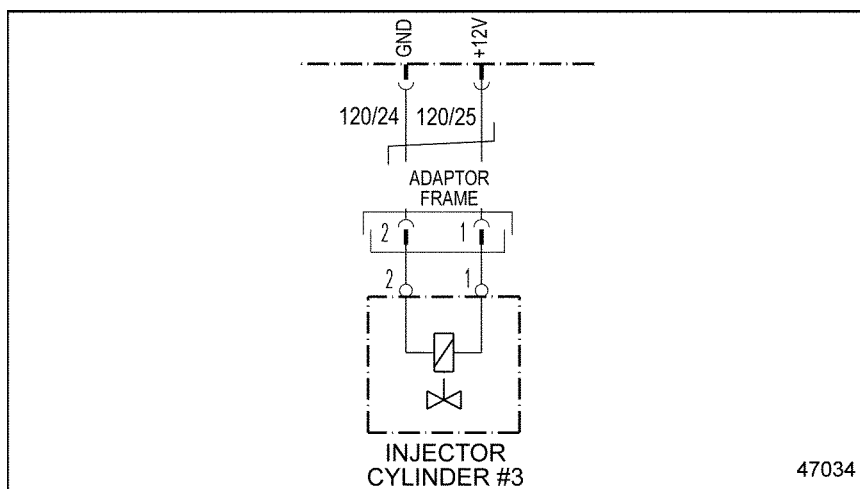 GND +12V
120/24 120/25
ADAPTOR
FRAME
2 1
2 1
INJECTOR
CYLINDER #3
47034